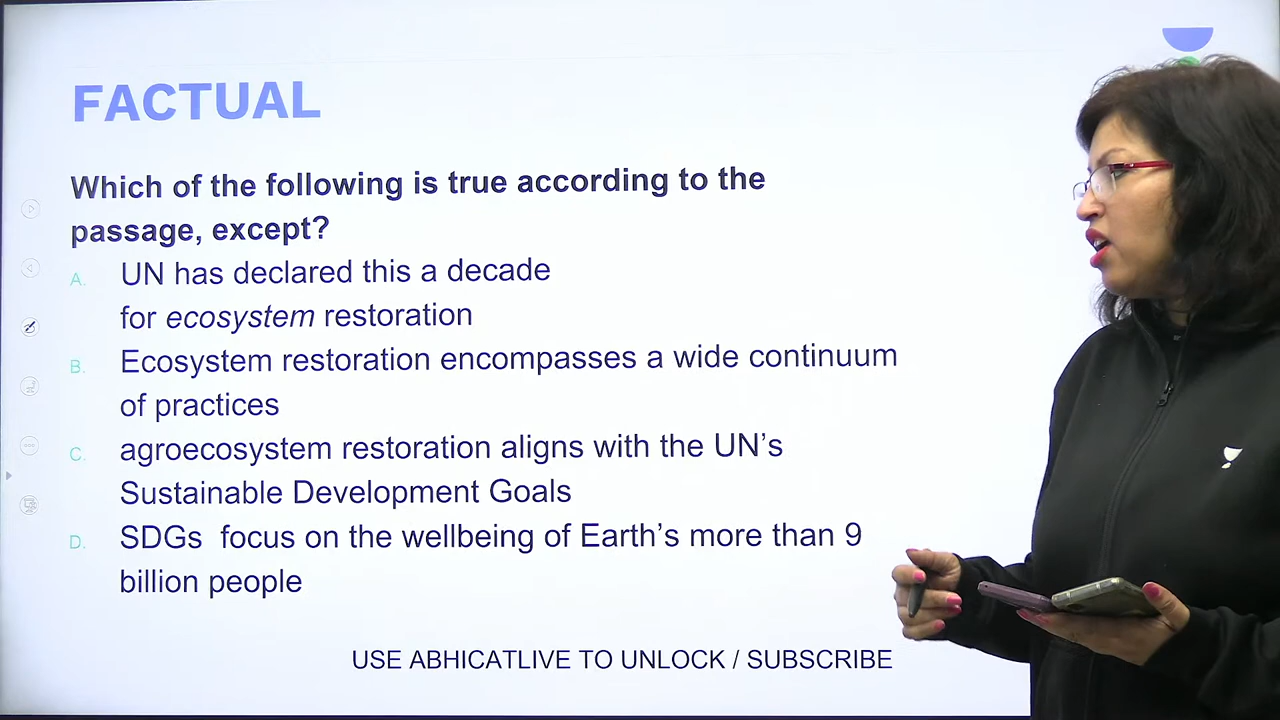 FACTUAL
Which of the following is true according to the
passage, except?
A. UN has declared this a decade
for ecosystem restoration
B. Ecosystem restoration encompasses a wide continuum
of practices
C. agroecosystem restoration aligns with the UN’s
Sustainable Development Goals
D. SDGs focus on the wellbeing of Earth’s more than 9
billion people
USE ABHICATLIVE TO UNLOCK / SUBSCRIBE